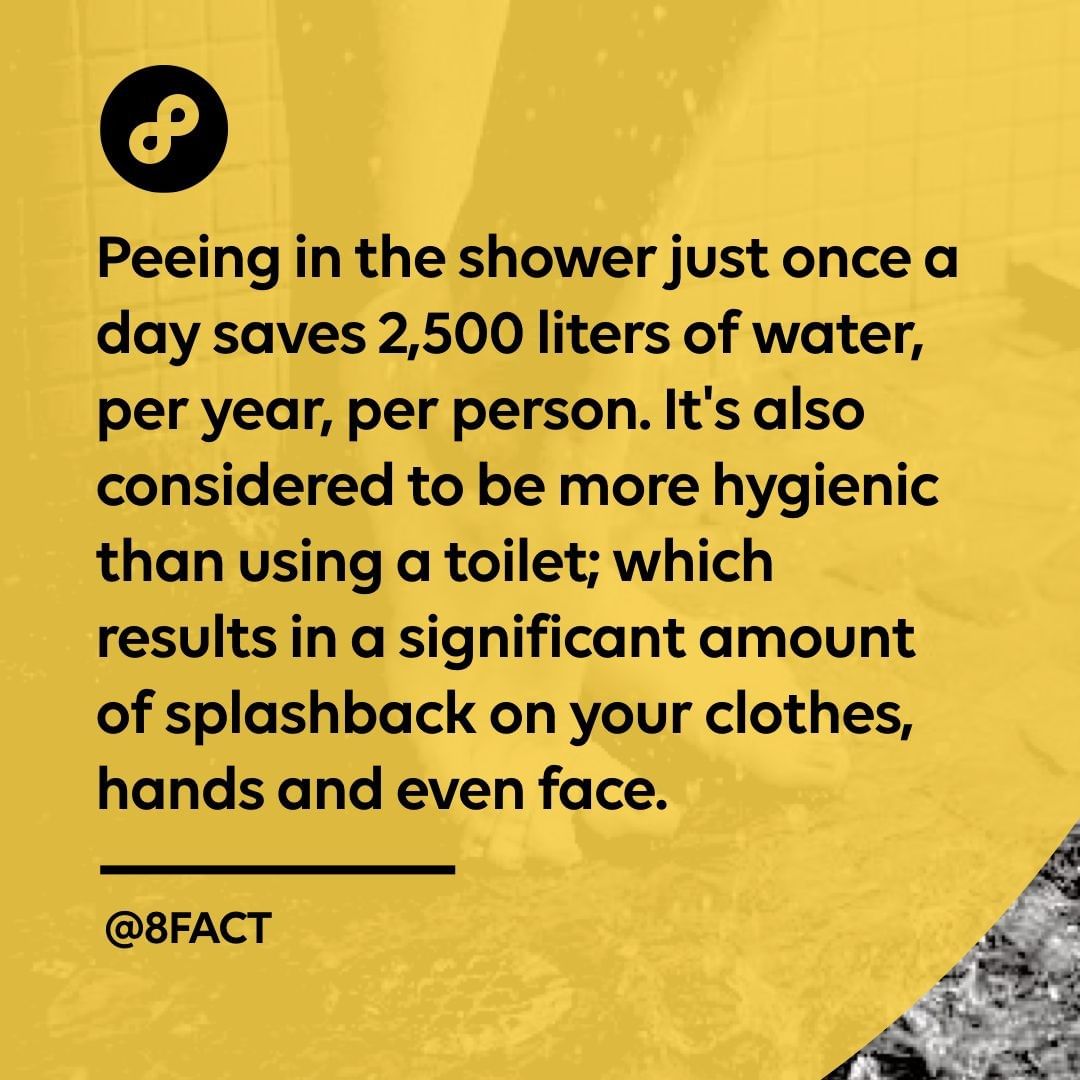 Peeing in the shower just once a
day saves 2,500 liters of water,
per year, per person. It's also
considered to be more hygienic
than using a toilet; which
results in a significant amount
of splashback on your clothes,
hands and even face.
@8FACT